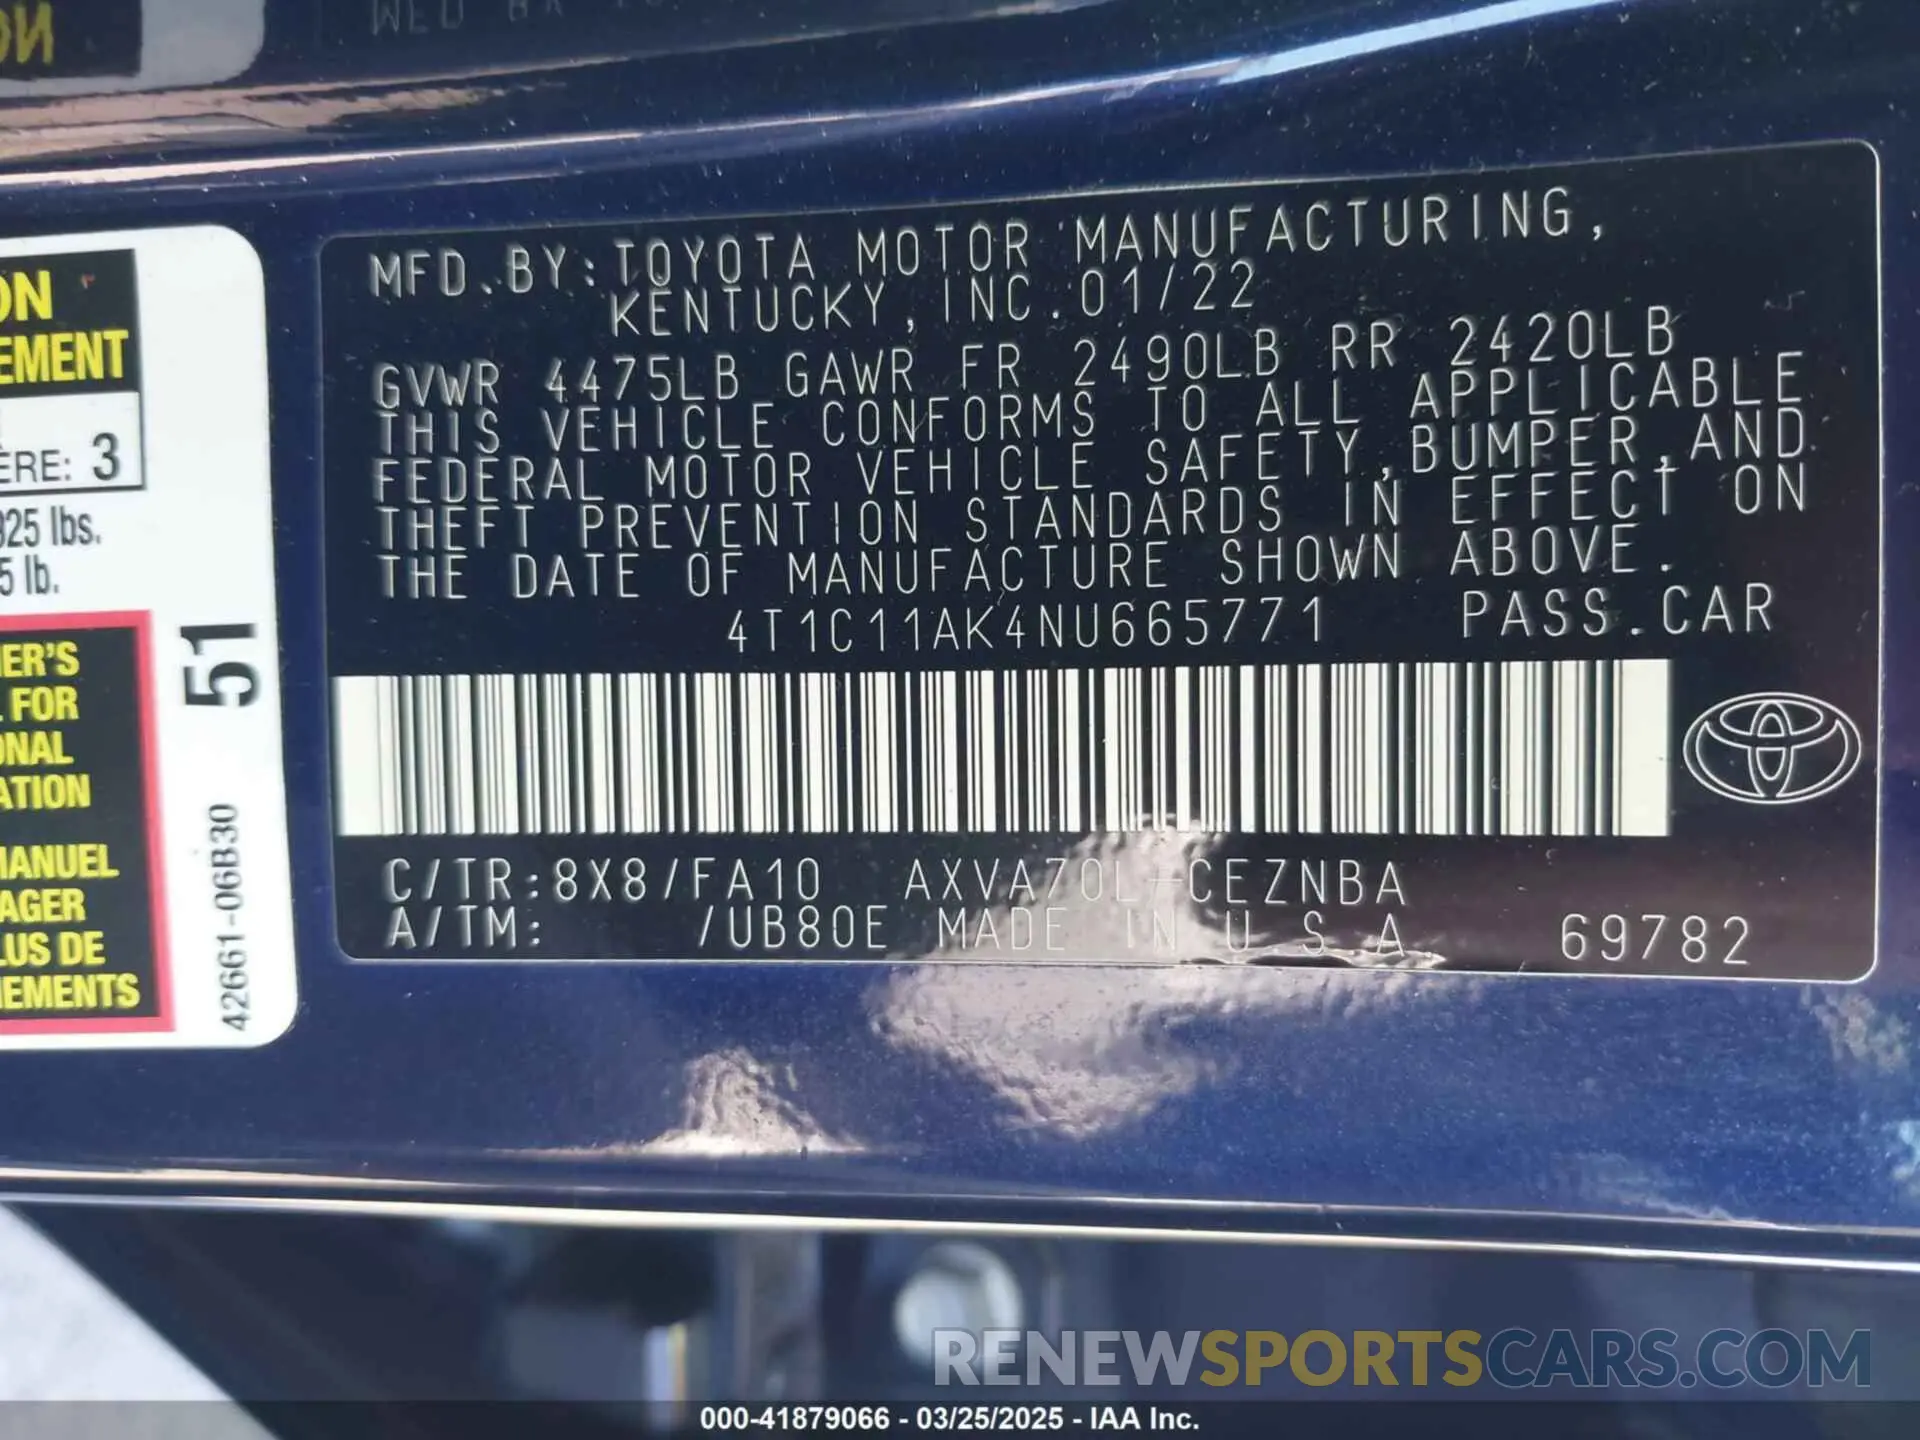 MFD. BY: TOYOTA MOTOR MANUFACTURING,
KENTUCKY, INC. 01/22
GVWR 4475LB GAWR FR 2490LB RR 2420LB
THIS VEHICLE CONFORMS TO ALL APPLICABLE
FEDERAL MOTOR VEHICLE SAFETY, BUMPER, AND
THEFT PREVENTION STANDARDS IN EFFECT ON
THE DATE OF MANUFACTURE SHOWN ABOVE.
4T1C11AK4NU665771 PASS. CAR
C/TR: 8X8/FA10 AXVA70L-CEZNBA
A/TM: /UB80E MADE IN U.S.A. 69782
ON
EMENT
ÈRE: 3
825 lbs.
5 lb.
IER'S
L FOR
ONAL
ATION
MANUEL
AGER
LUS DE
IEMENTS
51
42661-06B30
RENEWSPORTSCARS.COM
000-41879066 - 03/25/2025 - IAA Inc.